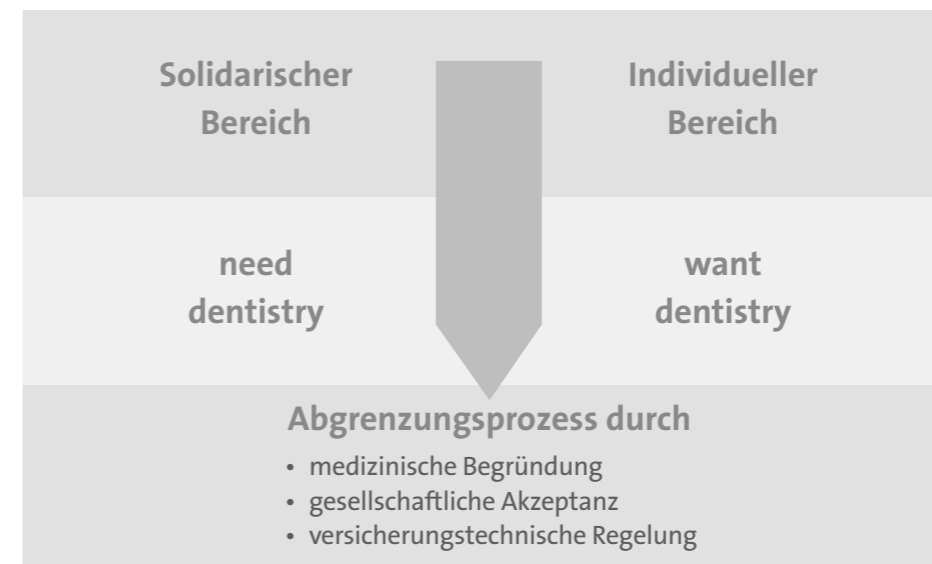 Solidarischer
Bereich
Individueller
Bereich
need
dentistry
want
dentistry
Abgrenzungsprozess durch
• medizinische Begründung
• gesellschaftliche Akzeptanz
• versicherungstechnische Regelung